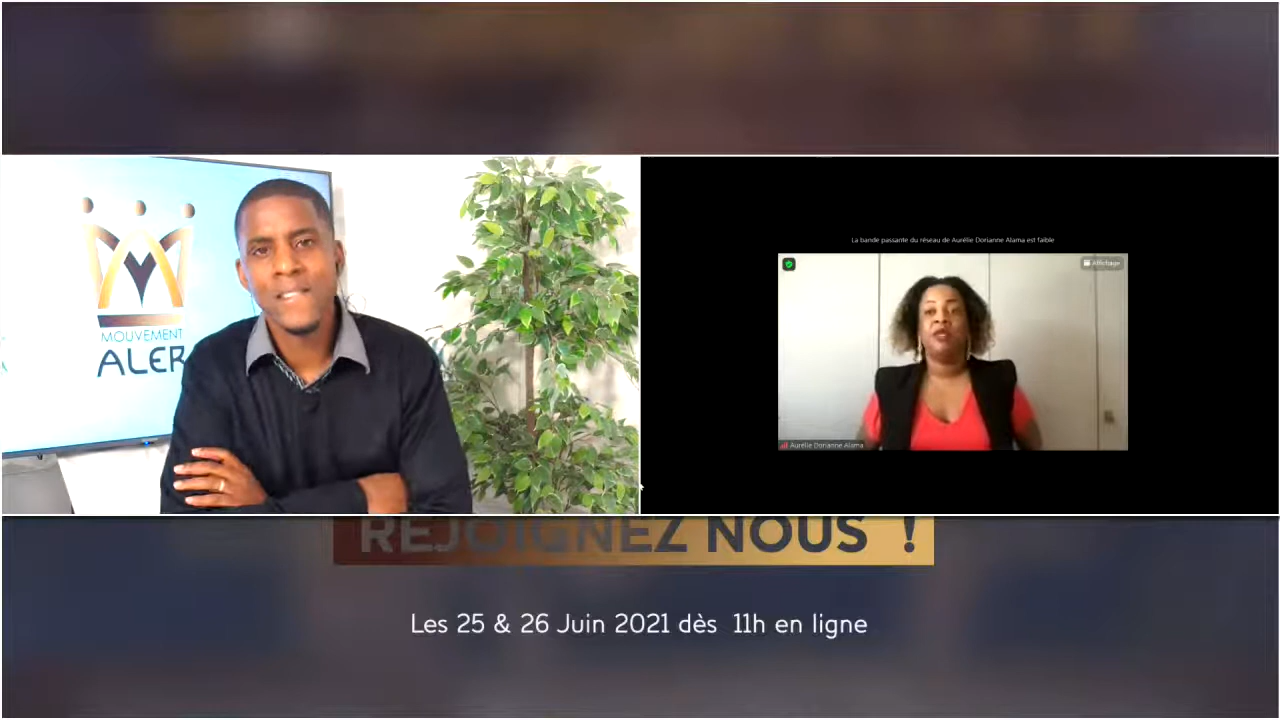 MOUVEMENT
ALER
La bande passante du réseau de Aurélie Dorianne Alama est faible
Affichage
Aurélie Dorianne Alama
REJOIGNEZ NOUS !
Les 25 & 26 Juin 2021 dès 11h en ligne